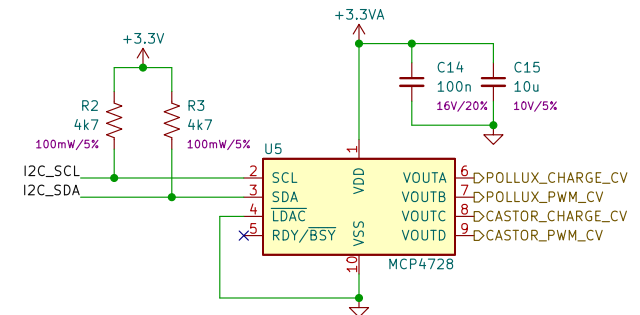 +3.3VA
+3.3V
C14
100n
16V/20%
C15
10u
10V/5%
R2
4k7
100mW/5%
R3
4k7
100mW/5%
U5
I2C_SCL
I2C_SDA
1
VDD
2 SCL
3 SDA
4 LDAC
5 RDY/BSY
VSS
10
VOUTA 6 POLLUX_CHARGE_CV
VOUTB 7 POLLUX_PWM_CV
VOUTC 8 CASTOR_CHARGE_CV
VOUTD 9 CASTOR_PWM_CV
MCP4728